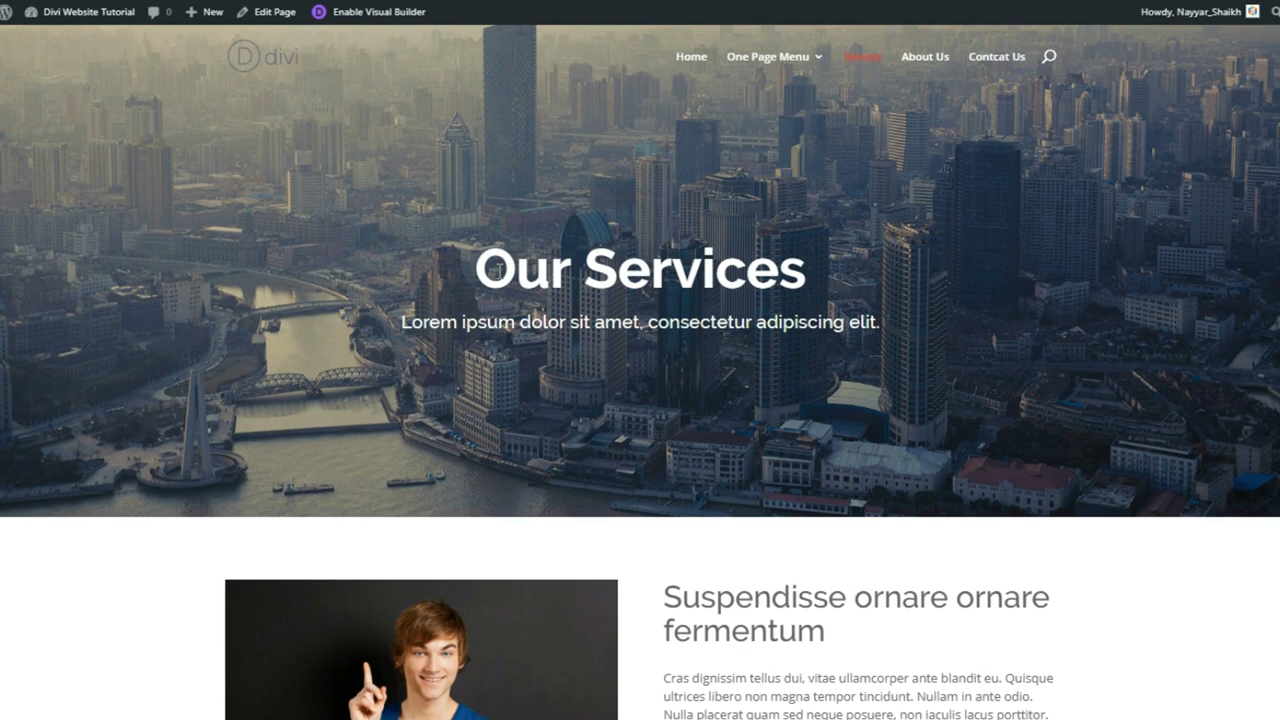 Divi Website Tutorial 0 New Edit Page Enable Visual Builder Howdy, Nayyar_Shaikh
D divi Home One Page Menu About Us Contcat Us
Our Services
Lorem ipsum dolor sit amet, consectetur adipiscing elit.
Suspendisse ornare ornare
fermentum
Cras dignissim tellus dui, vitae ullamcorper ante blandit eu. Quisque
ultrices libero non magna tempor tincidunt. Nullam in ante odio.
Nulla placerat quam sed neque posuere, non iaculis lacus porttitor.